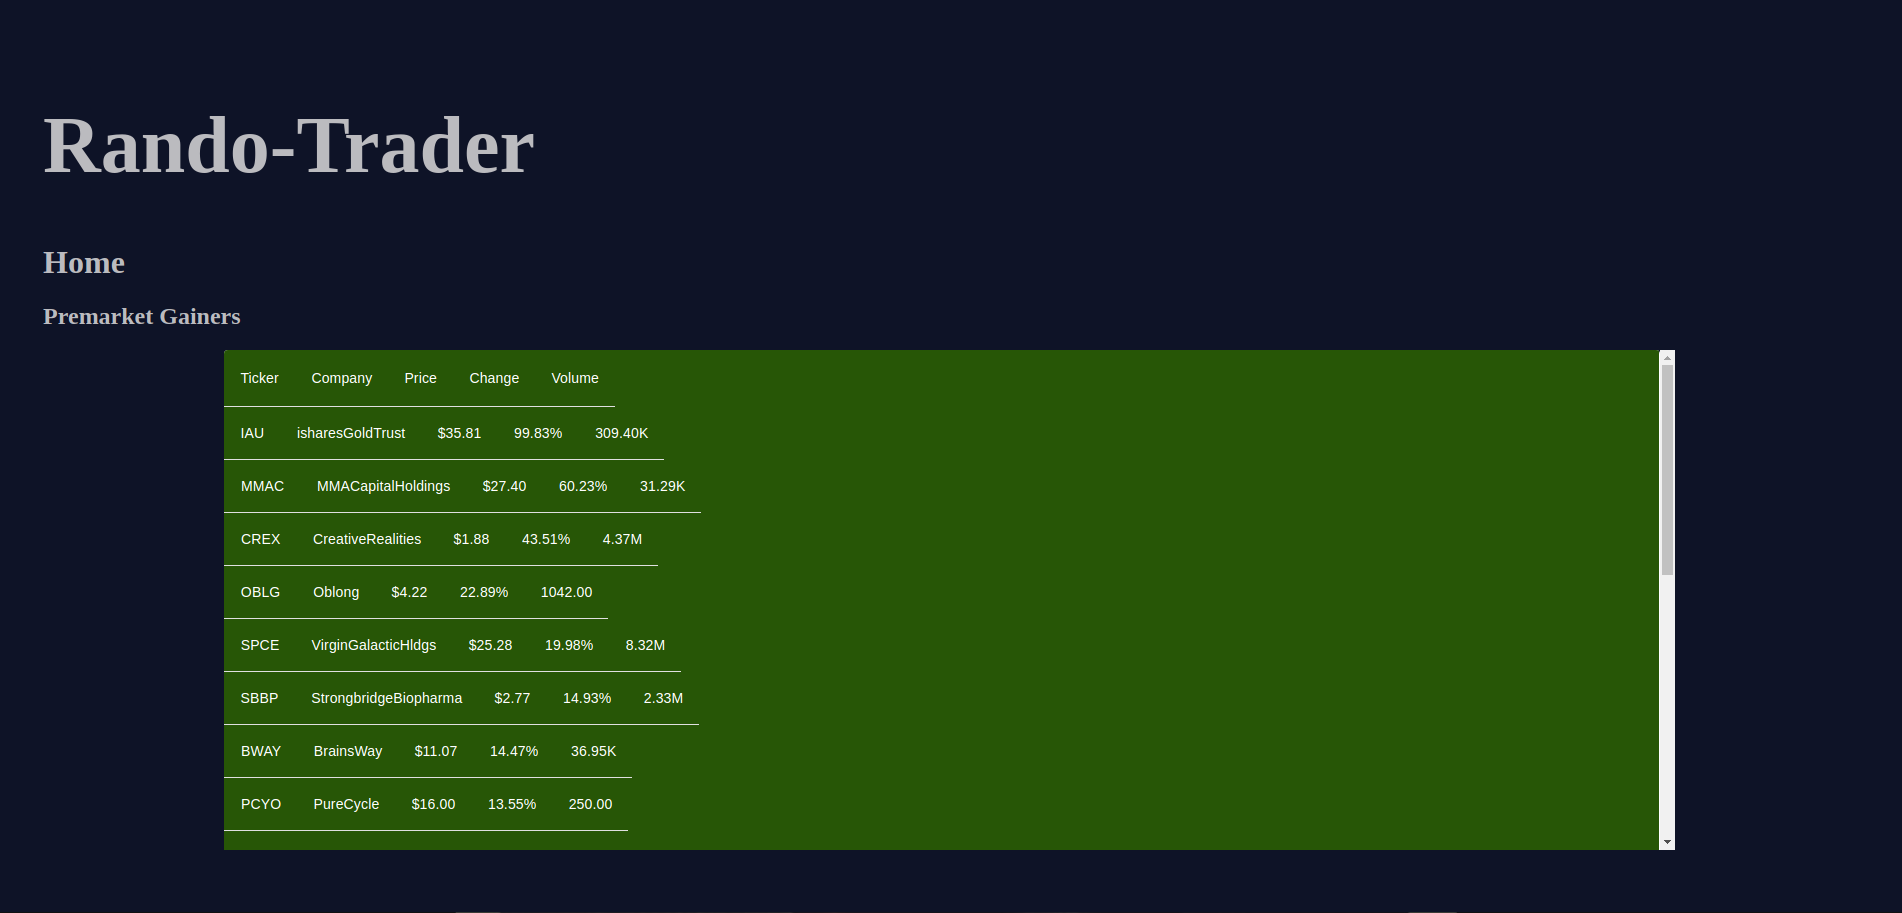 Rando-Trader
Home
Premarket Gainers
Ticker Company Price Change Volume
IAU isharesGoldTrust $35.81 99.83% 309.40K
MMAC MMACapitalHoldings $27.40 60.23% 31.29K
CREX CreativeRealities $1.88 43.51% 4.37M
OBLG Oblong $4.22 22.89% 1042.00
SPCE VirginGalacticHldgs $25.28 19.98% 8.32M
SBBP StrongbridgeBiopharma $2.77 14.93% 2.33M
BWAY BrainsWay $11.07 14.47% 36.95K
PCYO PureCycle $16.00 13.55% 250.00